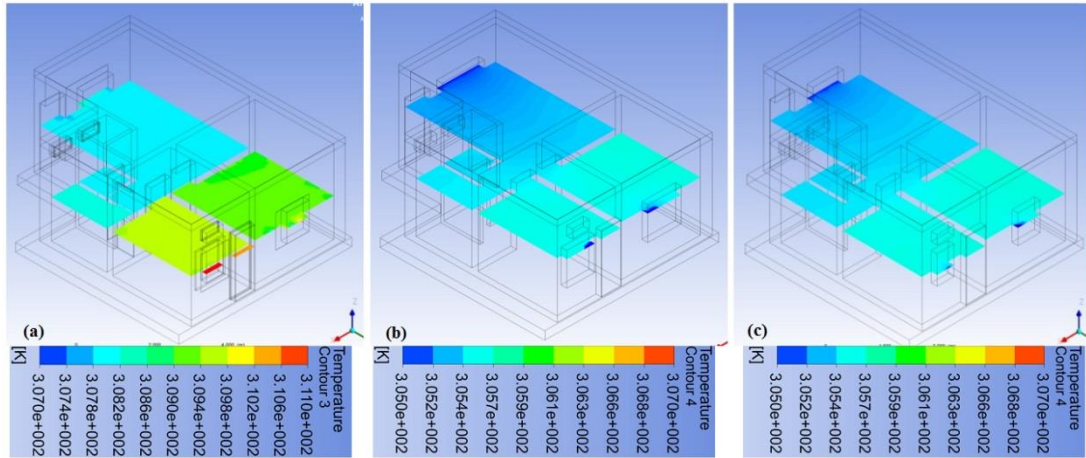 (a)
[K]
3.070e+002
3.074e+002
3.078e+002
3.082e+002
3.086e+002
3.090e+002
3.094e+002
3.098e+002
3.102e+002
3.106e+002
3.110e+002
Temperature
Contour 3
(b)
[K]
3.050e+002
3.052e+002
3.054e+002
3.057e+002
3.059e+002
3.061e+002
3.063e+002
3.066e+002
3.068e+002
3.070e+002
Temperature
Contour 4
(c)
Z
[K]
3.050e+002
3.052e+002
3.054e+002
3.057e+002
3.059e+002
3.061e+002
3.063e+002
3.066e+002
3.068e+002
3.070e+002
Temperature
Contour 4